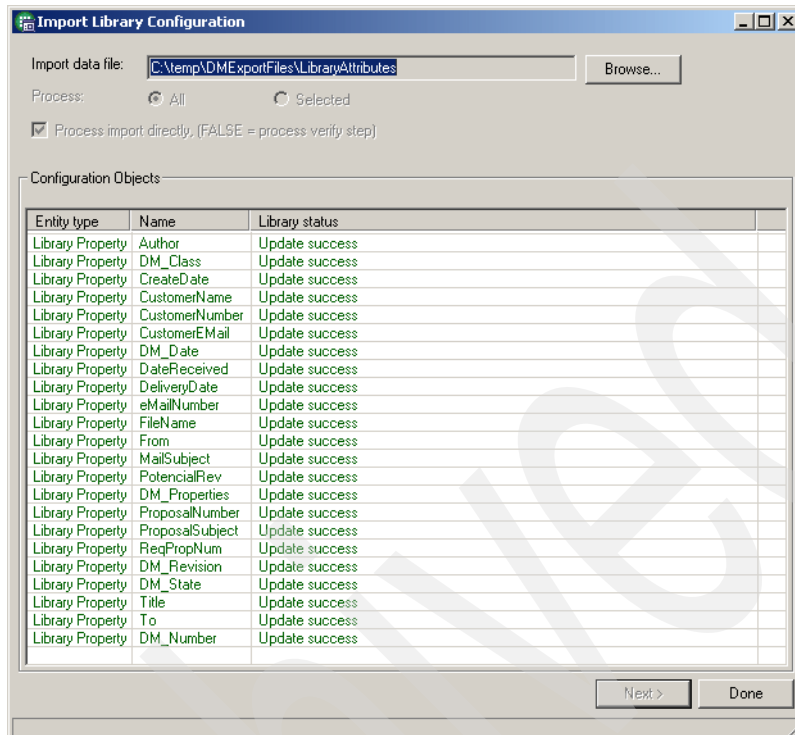 Import Library Configuration
Import data file: C:\temp\DMExportFiles\LibraryAttributes Browse...
Process: All Selected
Process import directly, (FALSE = process verify step)
Configuration Objects
Entity type Name Library status
Library Property Author Update success
Library Property DM_Class Update success
Library Property CreateDate Update success
Library Property CustomerName Update success
Library Property CustomerNumber Update success
Library Property CustomerEMail Update success
Library Property DM_Date Update success
Library Property DateReceived Update success
Library Property DeliveryDate Update success
Library Property eMailNumber Update success
Library Property FileName Update success
Library Property From Update success
Library Property MailSubject Update success
Library Property PotencialRev Update success
Library Property DM_Properties Update success
Library Property ProposalNumber Update success
Library Property ProposalSubject Update success
Library Property ReqPropNum Update success
Library Property DM_Revision Update success
Library Property DM_State Update success
Library Property Title Update success
Library Property To Update success
Library Property DM_Number Update success
Next > Done